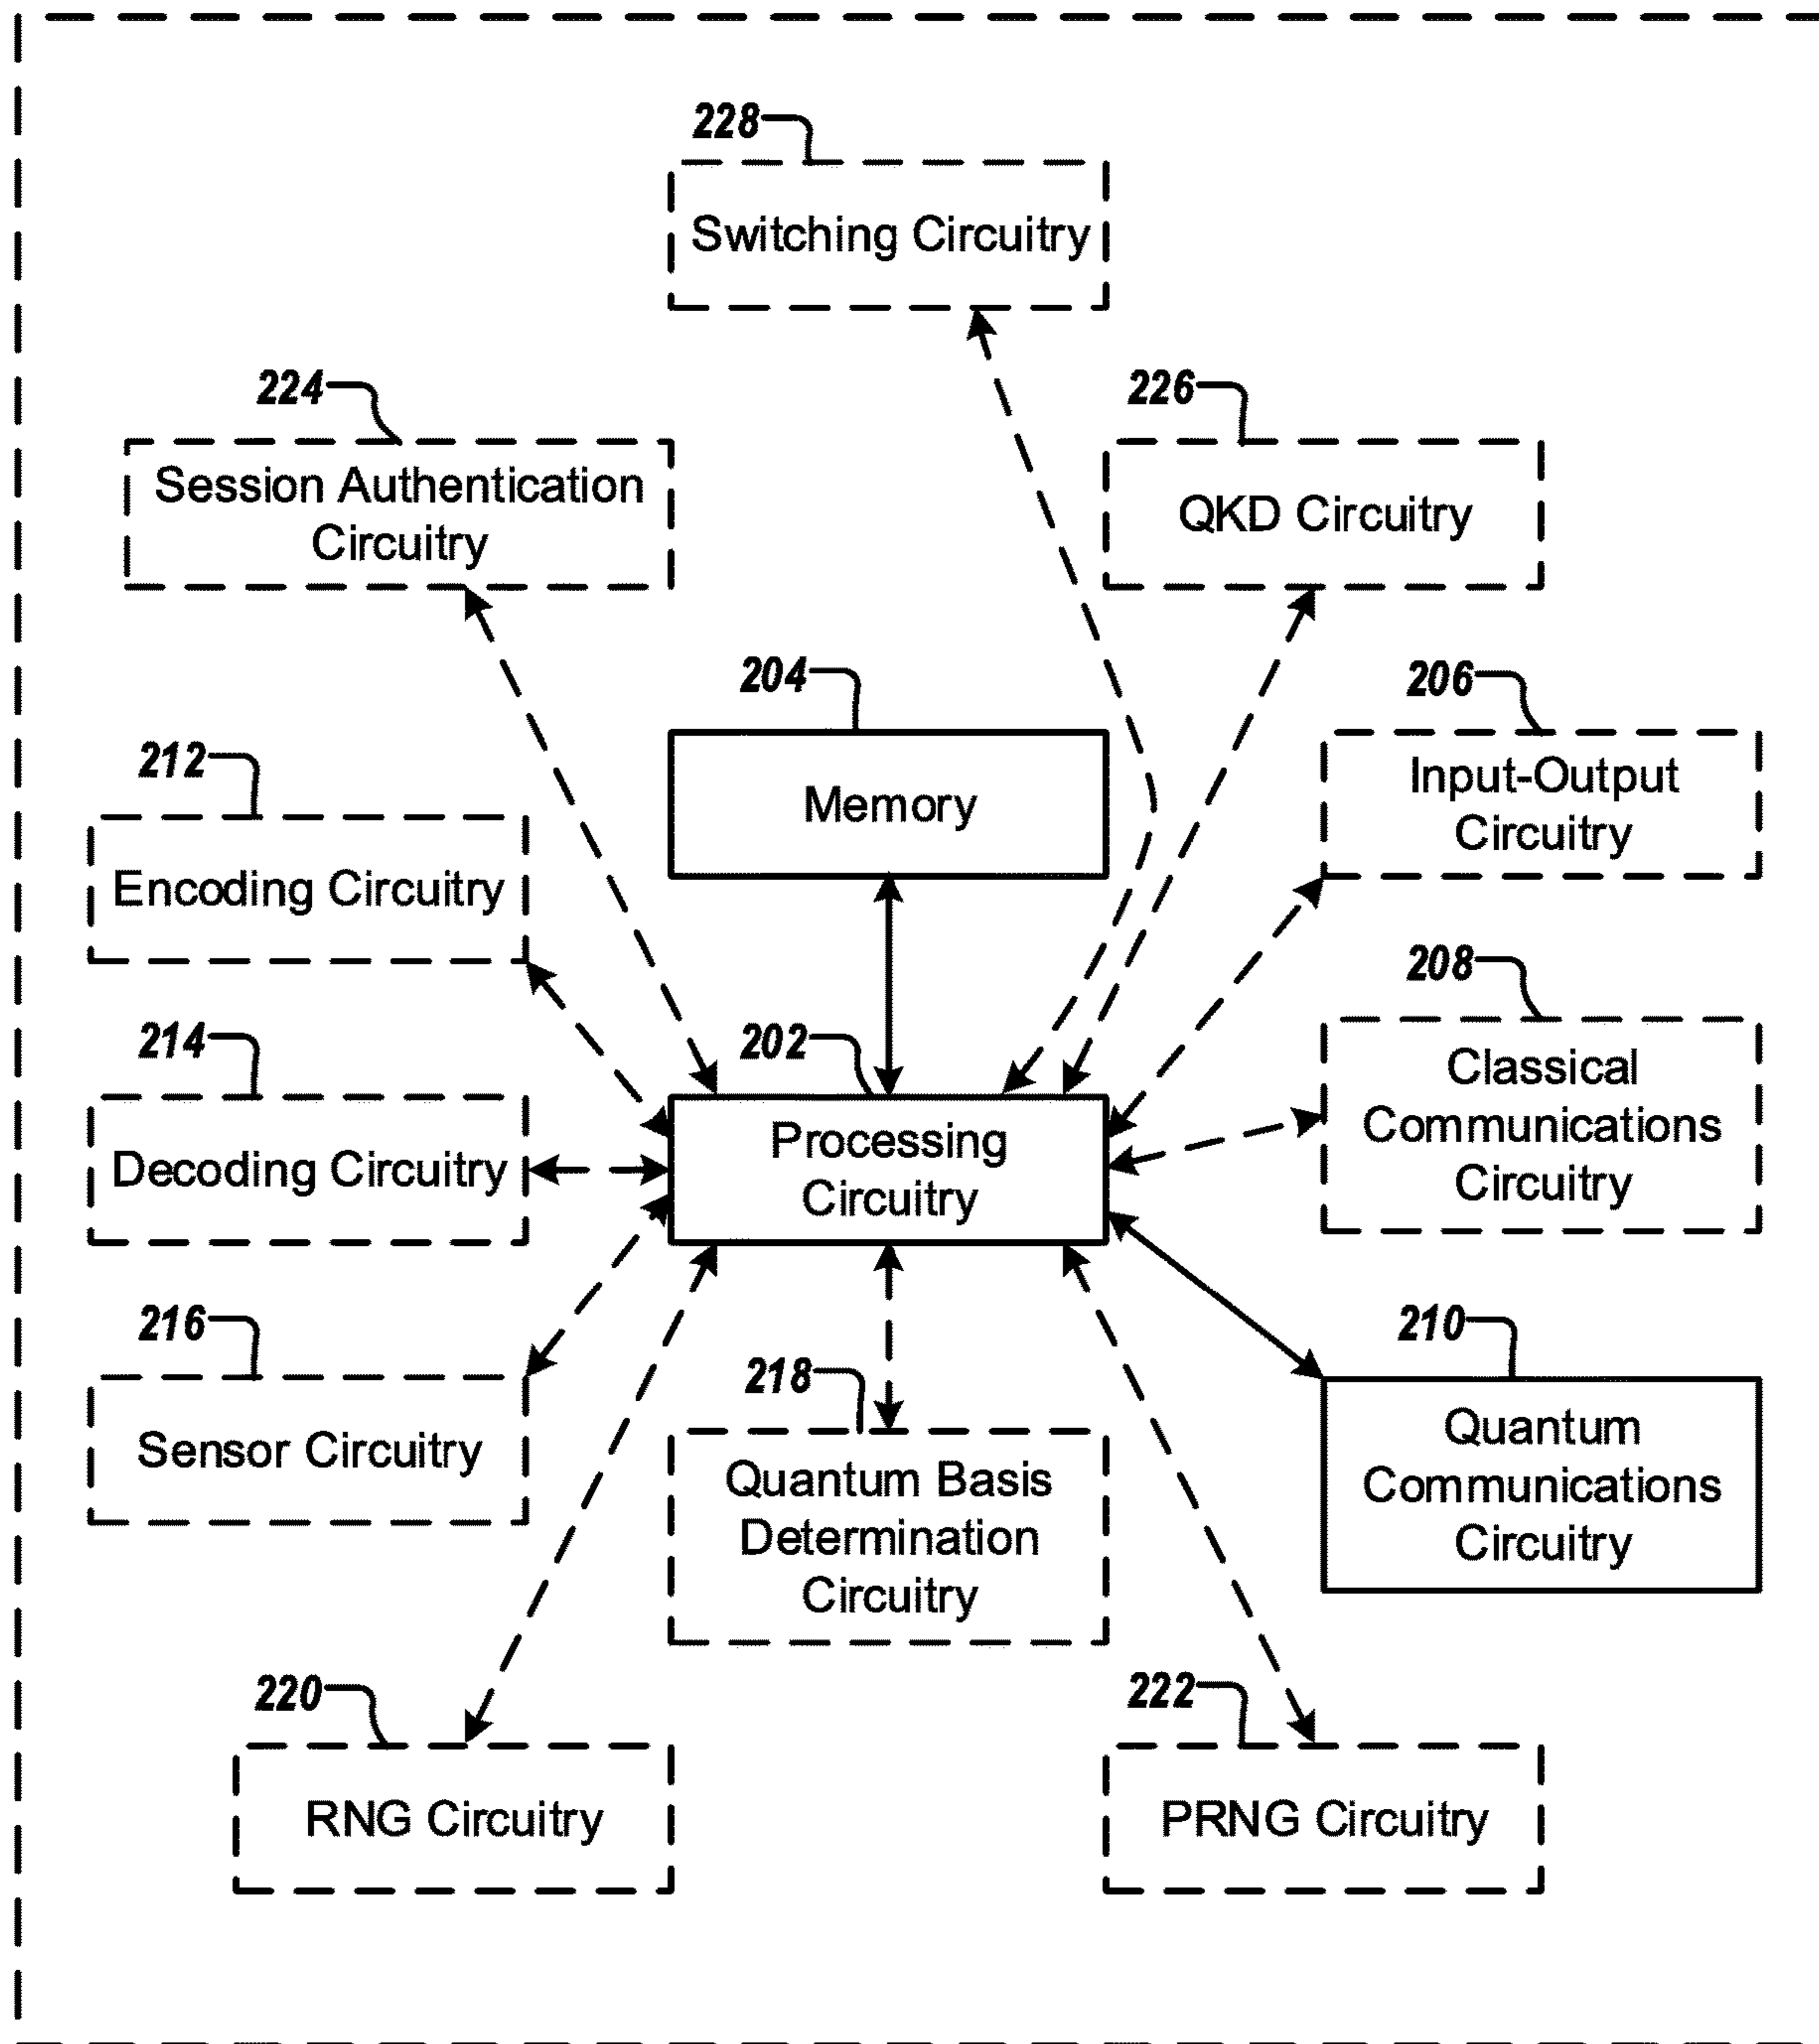 228
Switching Circuitry
224
Session Authentication
Circuitry
226
QKD Circuitry
204
Memory
206
Input-Output
Circuitry
212
Encoding Circuitry
208
Classical
Communications
Circuitry
214
Decoding Circuitry
202
Processing
Circuitry
216
Sensor Circuitry
218
Quantum Basis
Determination
Circuitry
210
Quantum
Communications
Circuitry
220
RNG Circuitry
222
PRNG Circuitry